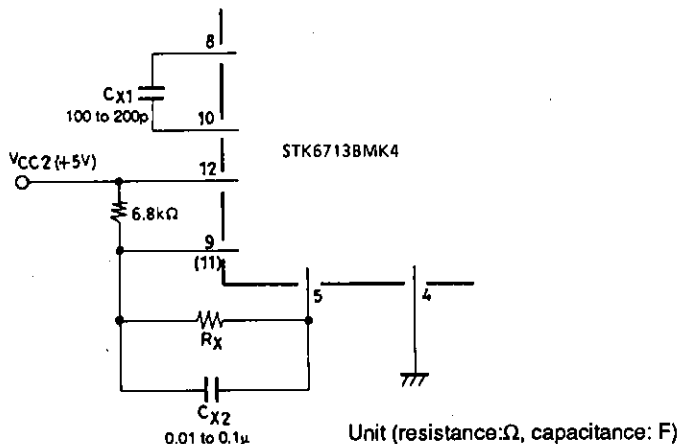 8
CX1
100 to 200p
10
STK6713BMK4
VCC2 (+5V)
12
6.8kΩ
9
(11)
5
4
RX
CX2
0.01 to 0.1μ
Unit (resistance:Ω, capacitance: F)